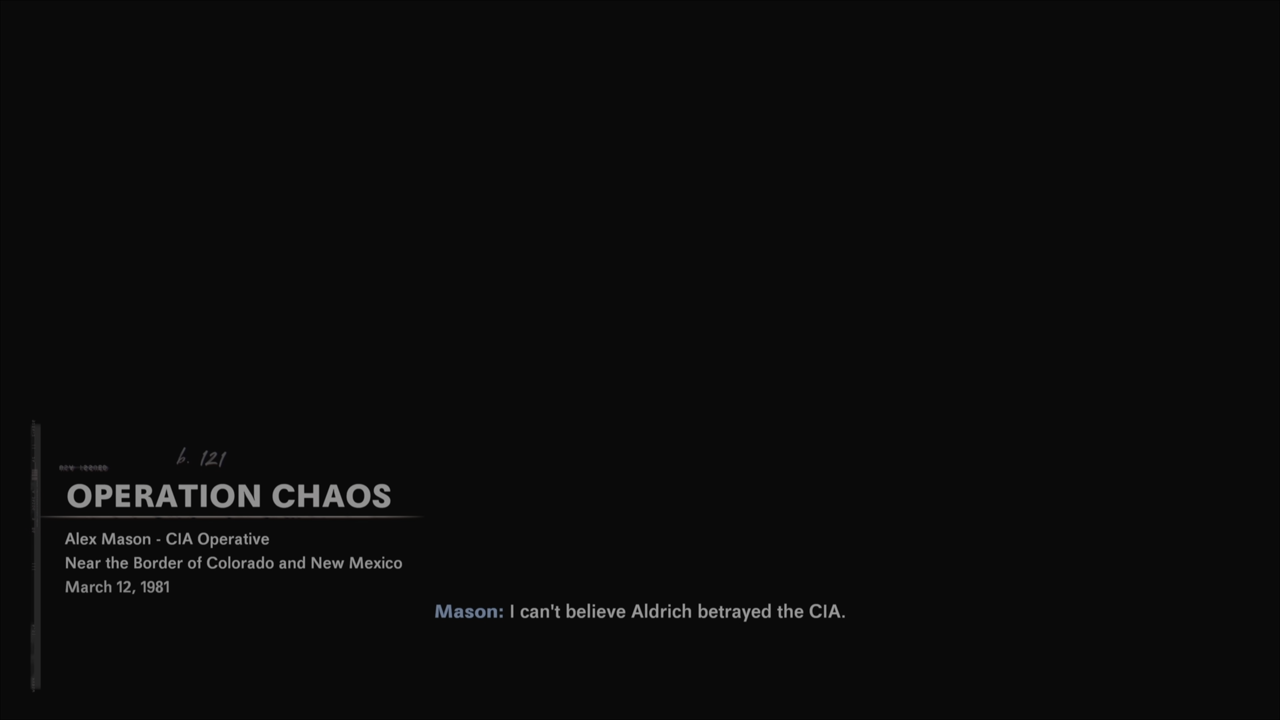 b. 121
OPERATION CHAOS
Alex Mason - CIA Operative
Near the Border of Colorado and New Mexico
March 12, 1981
Mason: I can't believe Aldrich betrayed the CIA.